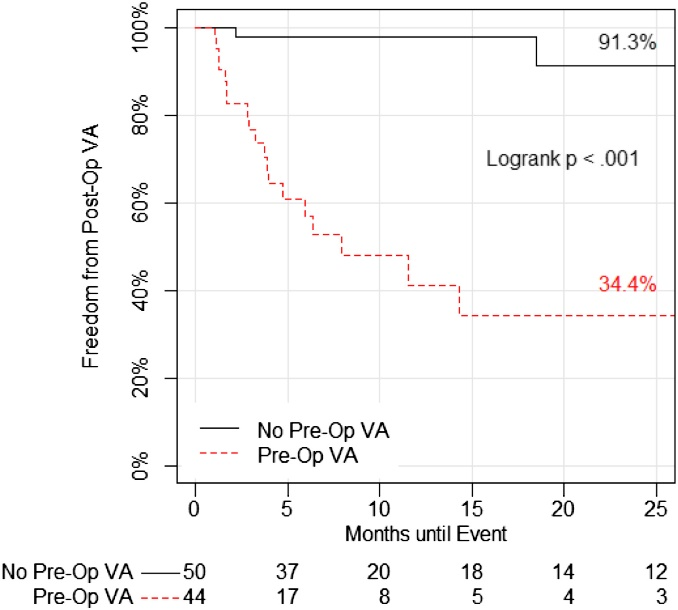 100%
80%
60%
40%
20%
0%
Freedom from Post-Op VA
91.3%
Logrank p < .001
34.4%
No Pre-Op VA
Pre-Op VA
0 5 10 15 20 25
Months until Event
No Pre-Op VA 50 37 20 18 14 12
Pre-Op VA 44 17 8 5 4 3